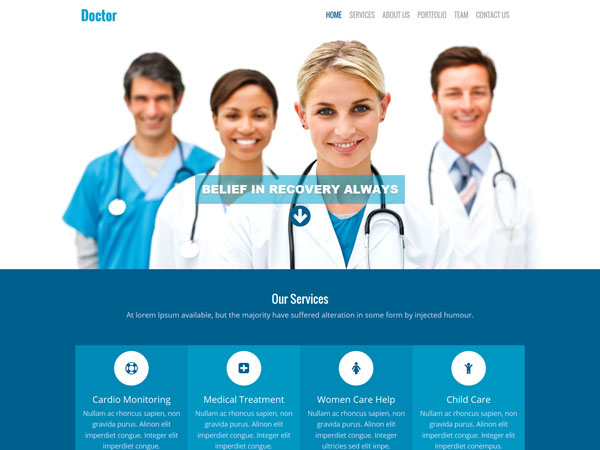 Doctor
HOME SERVICES ABOUT US PORTFOLIO TEAM CONTACT US
BELIEF IN RECOVERY ALWAYS
Our Services
At lorem Ipsum available, but the majority have suffered alteration in some form by injected humour.
Cardio Monitoring
Nullam ac rhoncus sapien, non
gravida purus. Alinon elit
imperdiet congue. Integer elit
imperdiet congue.
Medical Treatment
Nullam ac rhoncus sapien, non
gravida purus. Alinon elit
imperdiet congue. Integer elit
imperdiet congue.
Women Care Help
Nullam ac rhoncus sapien, non
gravida purus. Alinon elit
imperdiet congue. Integer
ultricies sed elit impe.
Child Care
Nullam ac rhoncus sapien, non
gravida purus. Alinon elit
imperdiet congue. Integer elit
imperdiet conempus.